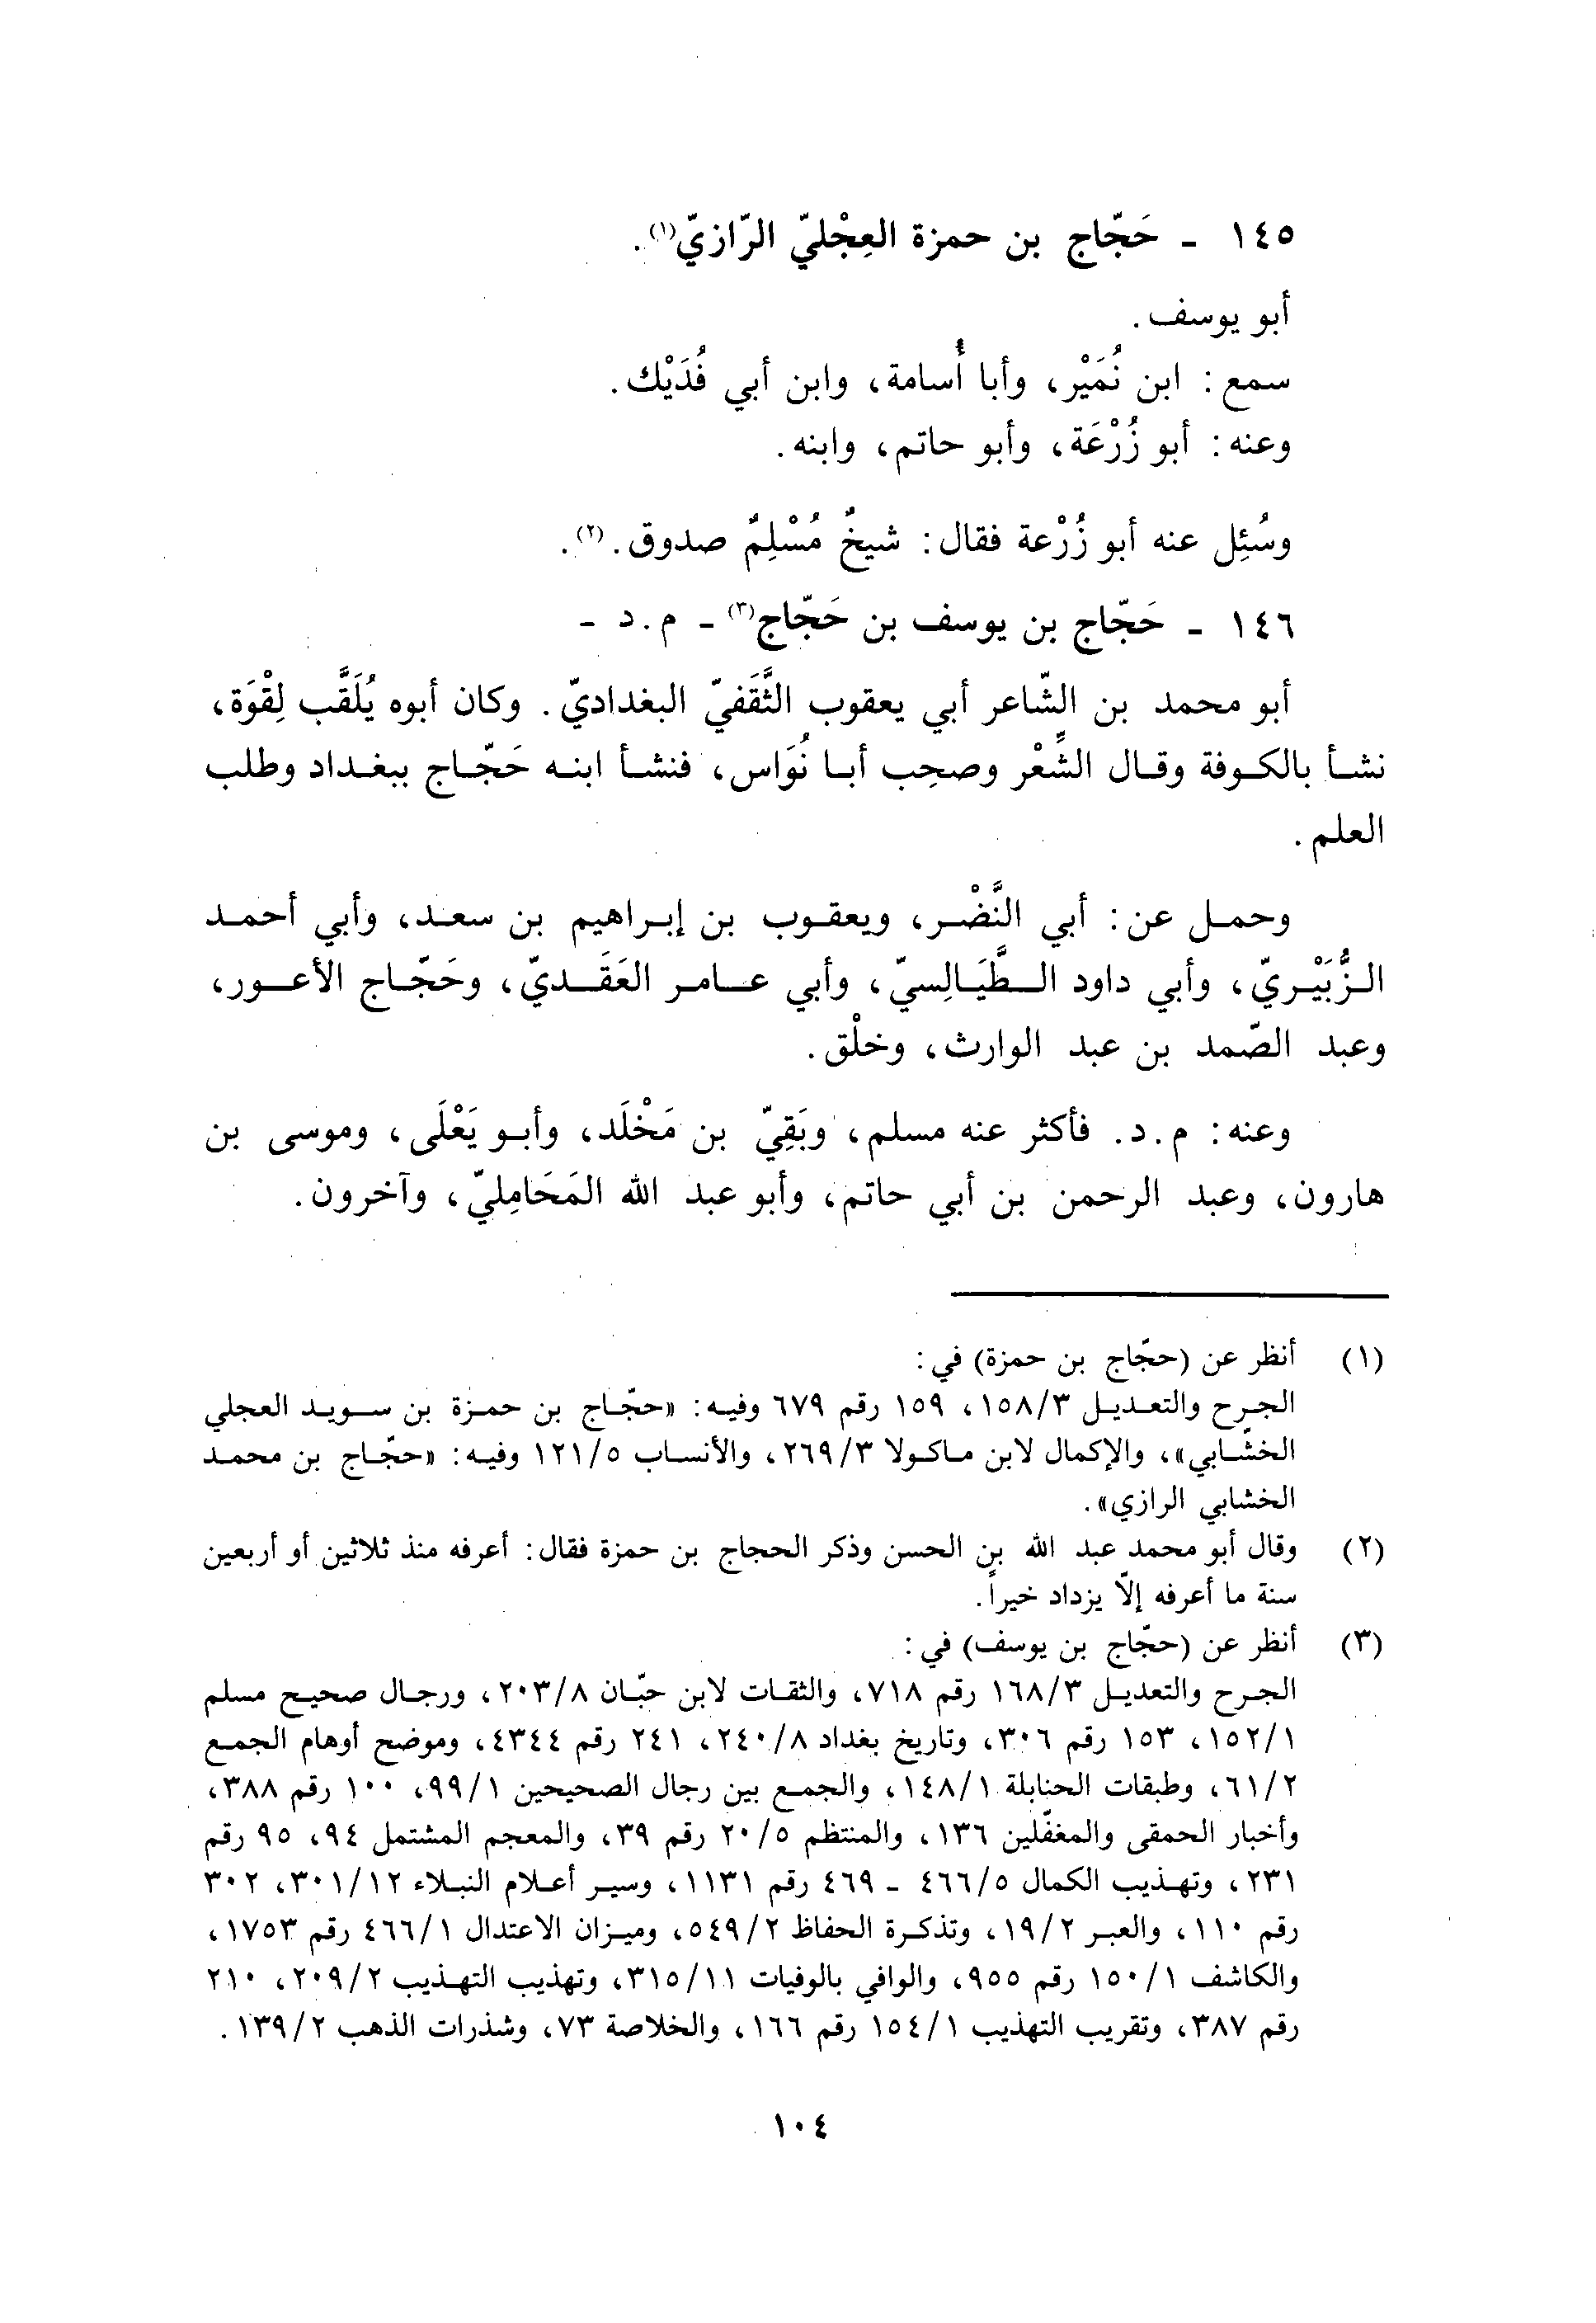 ١٤٥ - حَجّاج بن حمزة العِجْليّ الرّازيّ(١).
أبو يوسف.
سمع: ابن نُمَيْر، وأبا أُسامة، وابن أبي فُدَيْك.
وعنه: أبو زُرْعَة، وأبو حاتم، وابنه.
وسُئِل عنه أبو زُرْعة فقال: شيخٌ مُسْلِمٌ صدوق.(٢).
١٤٦ - حَجّاج بن يوسف بن حَجّاج(٣) - م.د -
أبو محمد بن الشّاعر أبي يعقوب الثَّقَفيّ البغداديّ. وكان أبوه يُلَقَّب لِقْوَة،
نشأ بالكوفة وقال الشِّعْر وصحِب أبا نُوَاس، فنشأ ابنه حَجّاج ببغداد وطلب
العلم.
وحمل عن: أبي النَّضْر، ويعقوب بن إبراهيم بن سعد، وأبي أحمد
الزُّبَيْريّ، وأبي داود الطَّيَالِسيّ، وأبي عامر العَقَديّ، وحَجّاج الأعور،
وعبد الصّمد بن عبد الوارث، وخلْق.
وعنه: م.د. فأكثر عنه مسلم، وبَقِيّ بن مَخْلَد، وأبو يَعْلَى، وموسى بن
هارون، وعبد الرحمن بن أبي حاتم، وأبو عبد الله المَحَامِليّ، وآخرون.
(١) أنظر عن (حجّاج بن حمزة) في:
الجرح والتعديل ١٥٨/٣، ١٥٩ رقم ٦٧٩ وفيه: «حجّاج بن حمزة بن سويد العجلي
الخشّابي»، والإكمال لابن ماكولا ٢٦٩/٣، والأنساب ١٢١/٥ وفيه: «حجّاج بن محمد
الخشابي الرازي».
(٢) وقال أبو محمد عبد الله بن الحسن وذكر الحجاج بن حمزة فقال: أعرفه منذ ثلاثين أو أربعين
سنة ما أعرفه إلّا يزداد خيراً.
(٣) أنظر عن (حجّاج بن يوسف) في:
الجرح والتعديل ١٦٨/٣ رقم ٧١٨، والثقات لابن حبّان ٢٠٣/٨، ورجال صحيح مسلم
١٥٢/١، ١٥٣ رقم ٣٠٦، وتاريخ بغداد ٢٤٠/٨، ٢٤١ رقم ٤٣٤٤، وموضح أوهام الجمع
٦١/٢، وطبقات الحنابلة ١٤٨/١، والجمع بين رجال الصحيحين ٩٩/١، ١٠٠ رقم ٣٨٨،
وأخبار الحمقى والمغفّلين ١٣٦، والمنتظم ٢٠/٥ رقم ٣٩، والمعجم المشتمل ٩٤، ٩٥ رقم
٢٣١، وتهذيب الكمال ٤٦٦/٥ - ٤٦٩ رقم ١١٣١، وسير أعلام النبلاء ٣٠١/١٢، ٣٠٢
رقم ١١٠، والعبر ١٩/٢، وتذكرة الحفاظ ٥٤٩/٢، وميزان الاعتدال ٤٦٦/١ رقم ١٧٥٣،
والكاشف ١٥٠/١ رقم ٩٥٥، والوافي بالوفيات ٣١٥/١١، وتهذيب التهذيب ٢٠٩/٢، ٢١٠
رقم ٣٨٧، وتقريب التهذيب ١٥٤/١ رقم ١٦٦، والخلاصة ٧٣، وشذرات الذهب ١٣٩/٢.
١٠٤